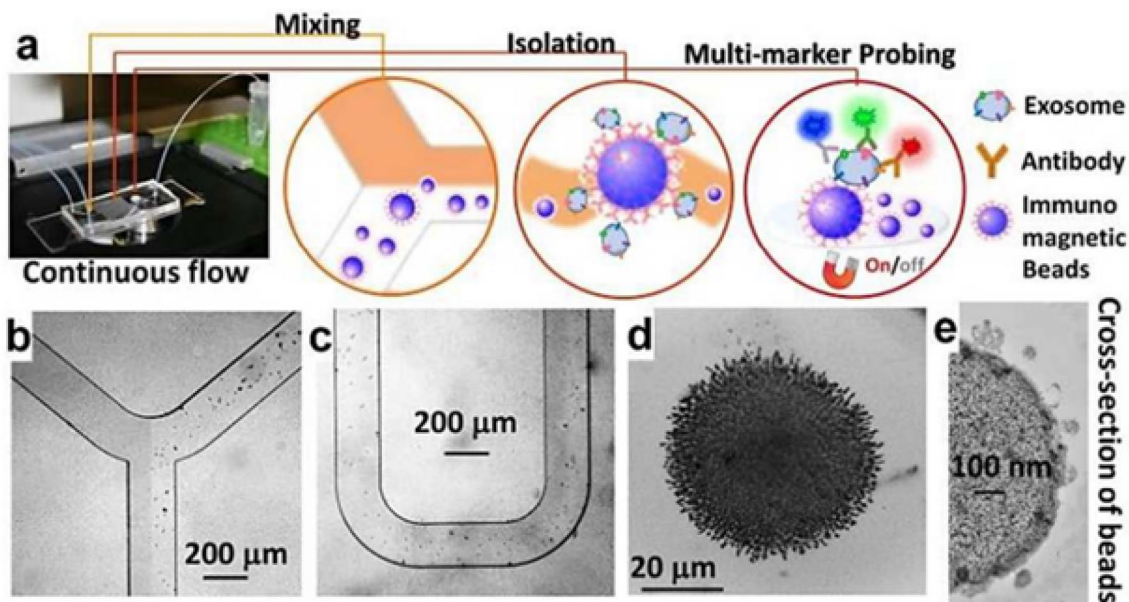 a
Mixing
Isolation
Multi-marker Probing
Continuous flow
On/off
Exosome
Antibody
Immuno
magnetic
Beads
b
200 μm
c
200 μm
d
20 μm
e
100 nm
Cross-section of beads